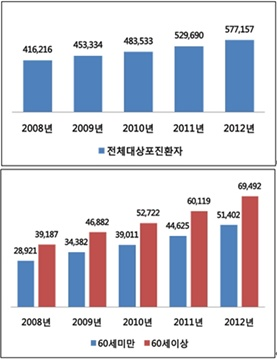 416,216 453,334 483,533 529,690 577,157
2008년 2009년 2010년 2011년 2012년
전체대상포진환자
28,921 39,187 34,382 46,882 39,011 52,722 44,625 60,119 51,402 69,492
2008년 2009년 2010년 2011년 2012년
60세미만 60세이상